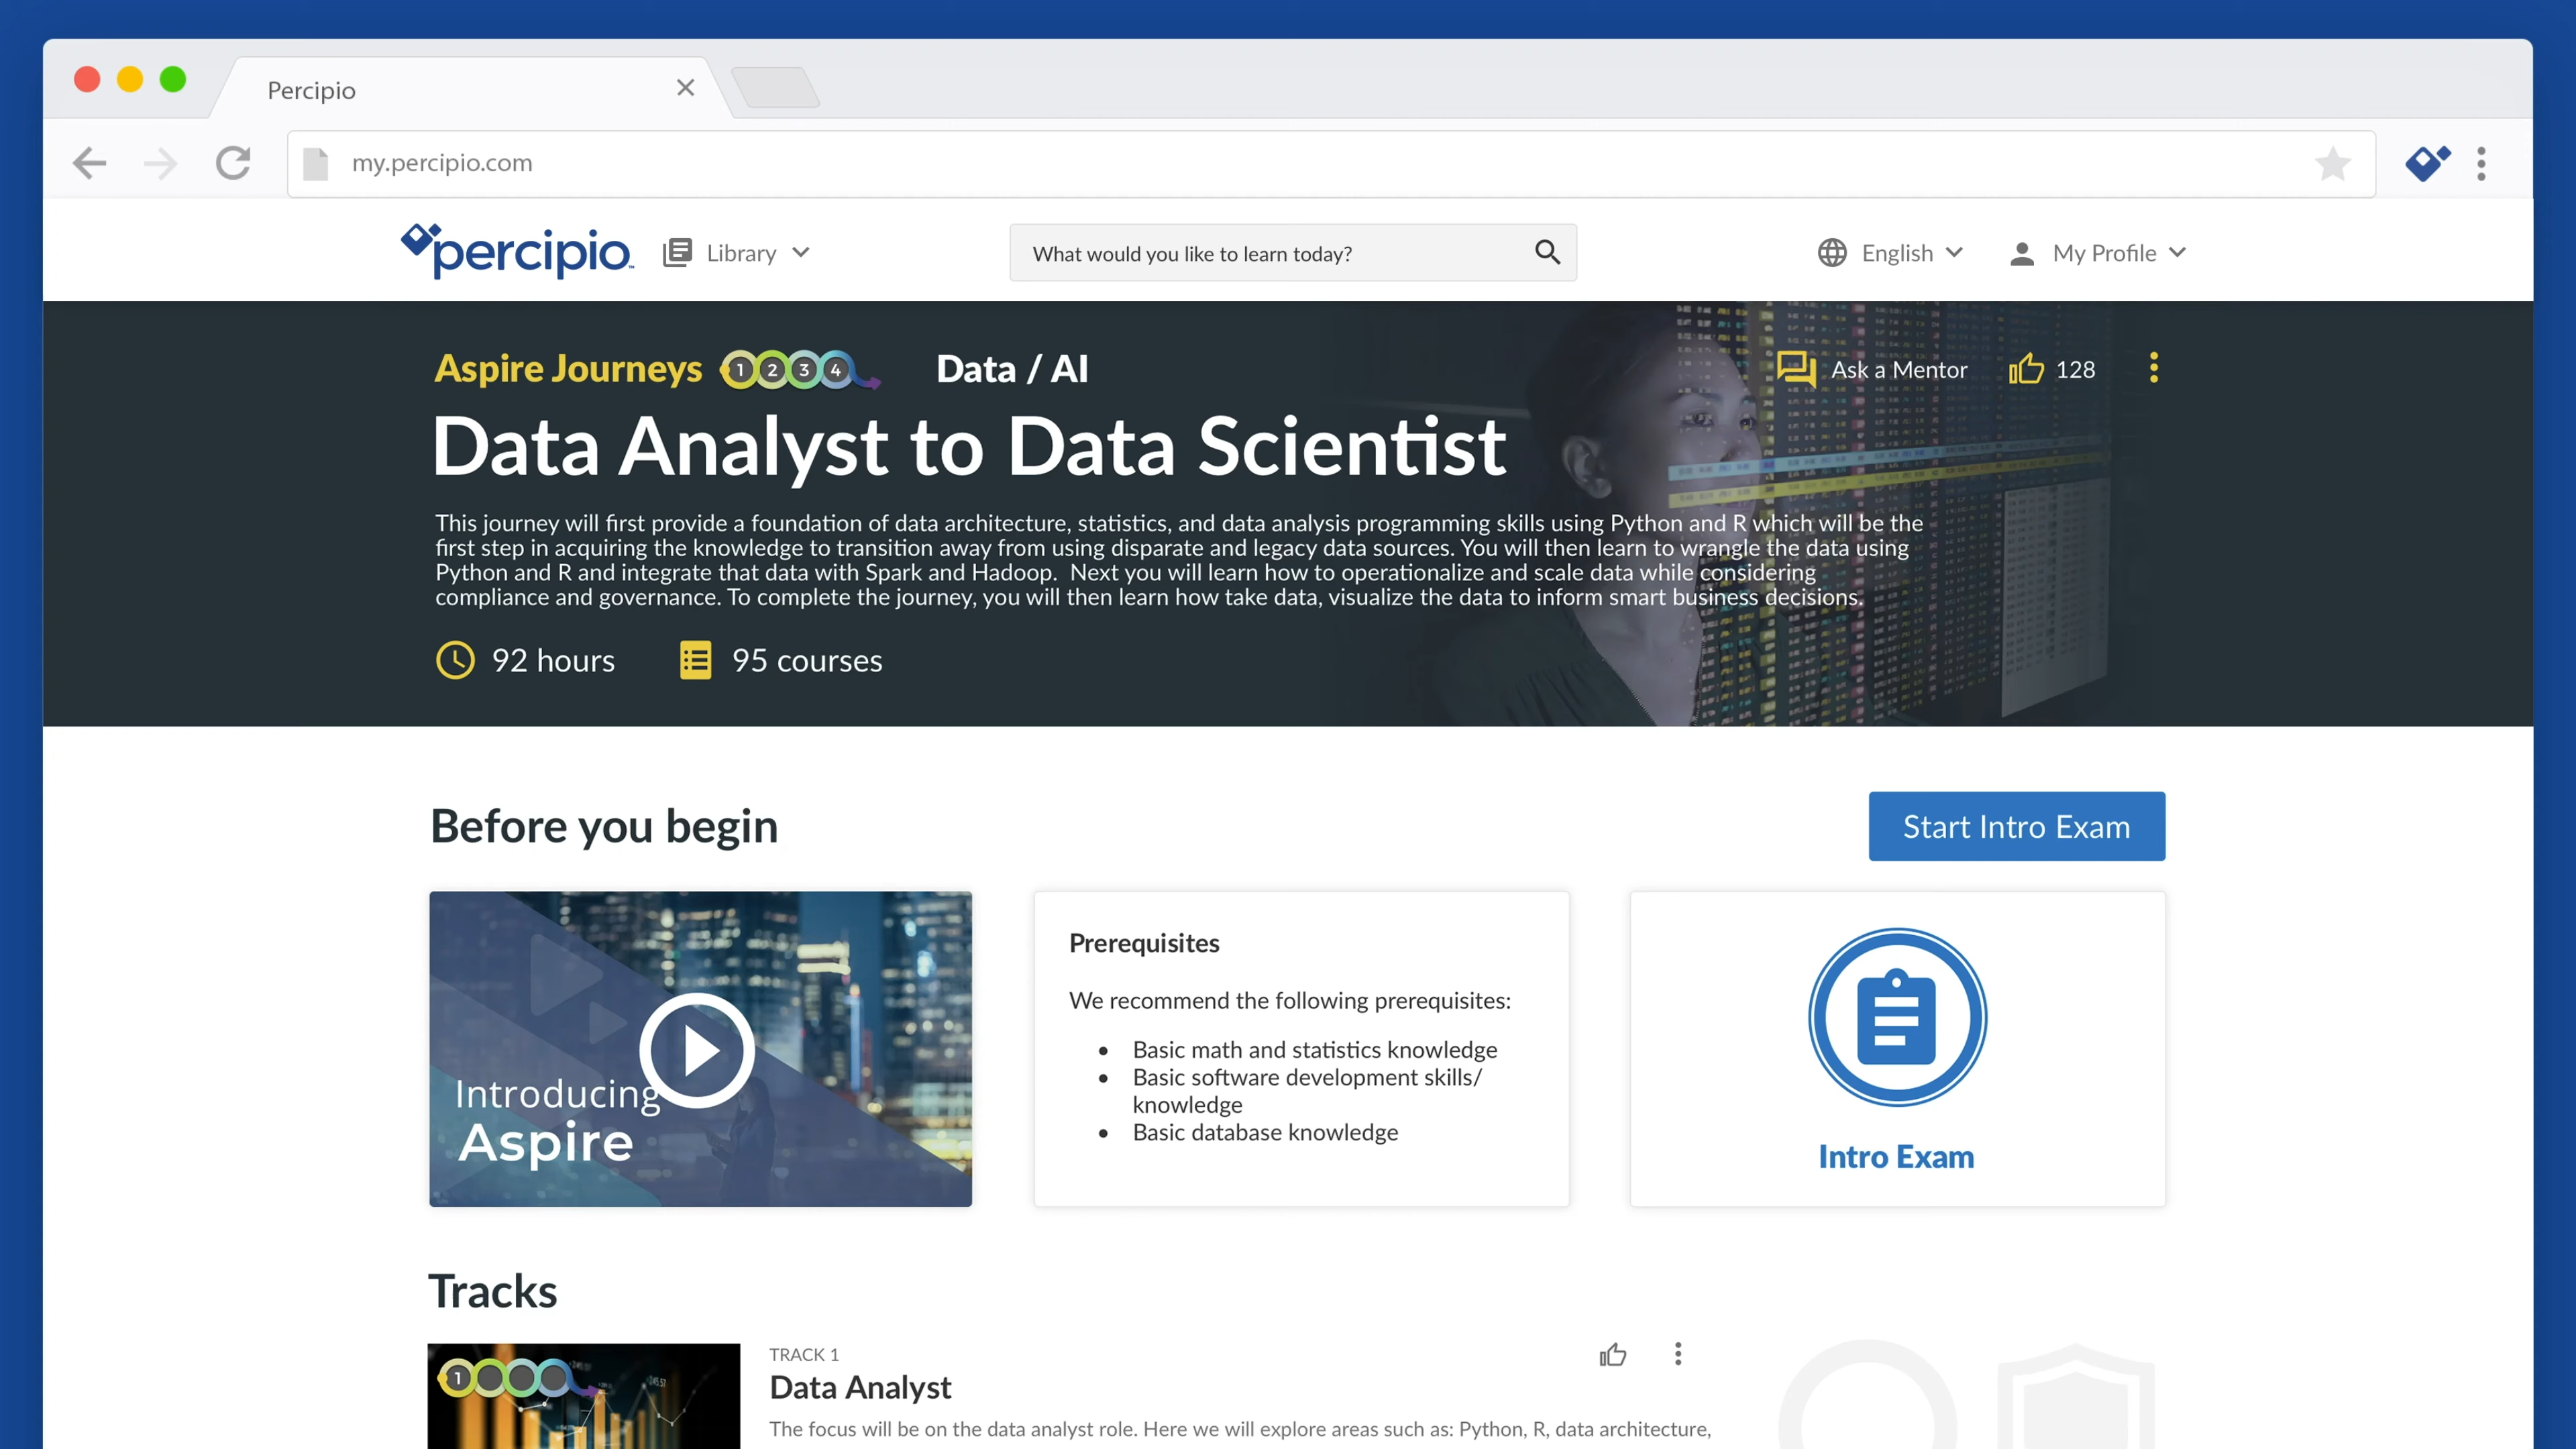 Percipio
my.percipio.com
percipio
Library
What would you like to learn today?
English
My Profile
Aspire Journeys 1 2 3 4
Data / AI
Ask a Mentor
128
Data Analyst to Data Scientist
This journey will first provide a foundation of data architecture, statistics, and data analysis programming skills using Python and R which will be the
first step in acquiring the knowledge to transition away from using disparate and legacy data sources. You will then learn to wrangle the data using
Python and R and integrate that data with Spark and Hadoop. Next you will learn how to operationalize and scale data while considering
compliance and governance. To complete the journey, you will then learn how take data, visualize the data to inform smart business decisions.
92 hours
95 courses
Before you begin
Start Intro Exam
Introducing
Aspire
Prerequisites
We recommend the following prerequisites:
• Basic math and statistics knowledge
• Basic software development skills/
knowledge
• Basic database knowledge
Intro Exam
Tracks
1
TRACK 1
Data Analyst
The focus will be on the data analyst role. Here we will explore areas such as: Python, R, data architecture,